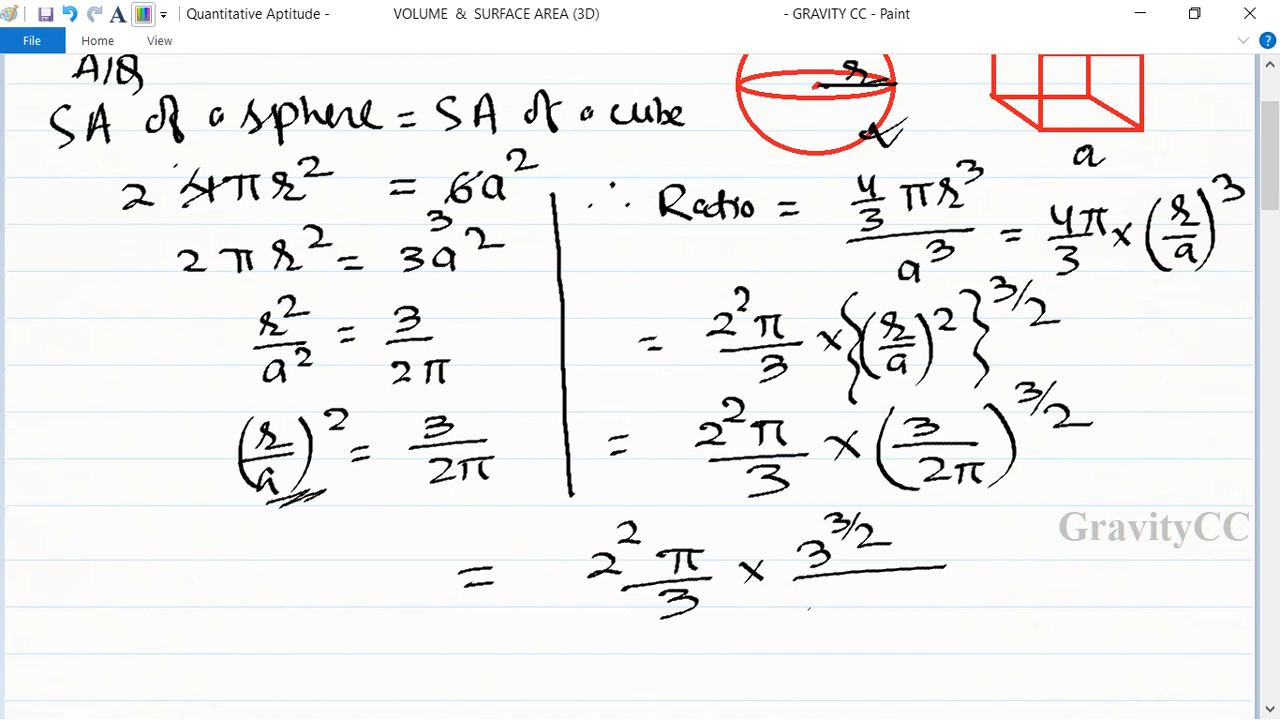 Quantitative Aptitude - VOLUME & SURFACE AREA (3D) - GRAVITY CC - Paint
File Home View
A/Q
SA of a sphere = SA of a cube
r
a
2 4πr² = 6a²
3
2πr² = 3a²
r²/a² = 3/2π
(r/a)² = 3/2π
∴ Ratio = 4/3 πr³ / a³ = 4π/3 × (r/a)³
= 2²π/3 × {(r/a)²}^3/2
= 2²π/3 × (3/2π)^3/2
= 2²π/3 × 3^3/2
GravityCC